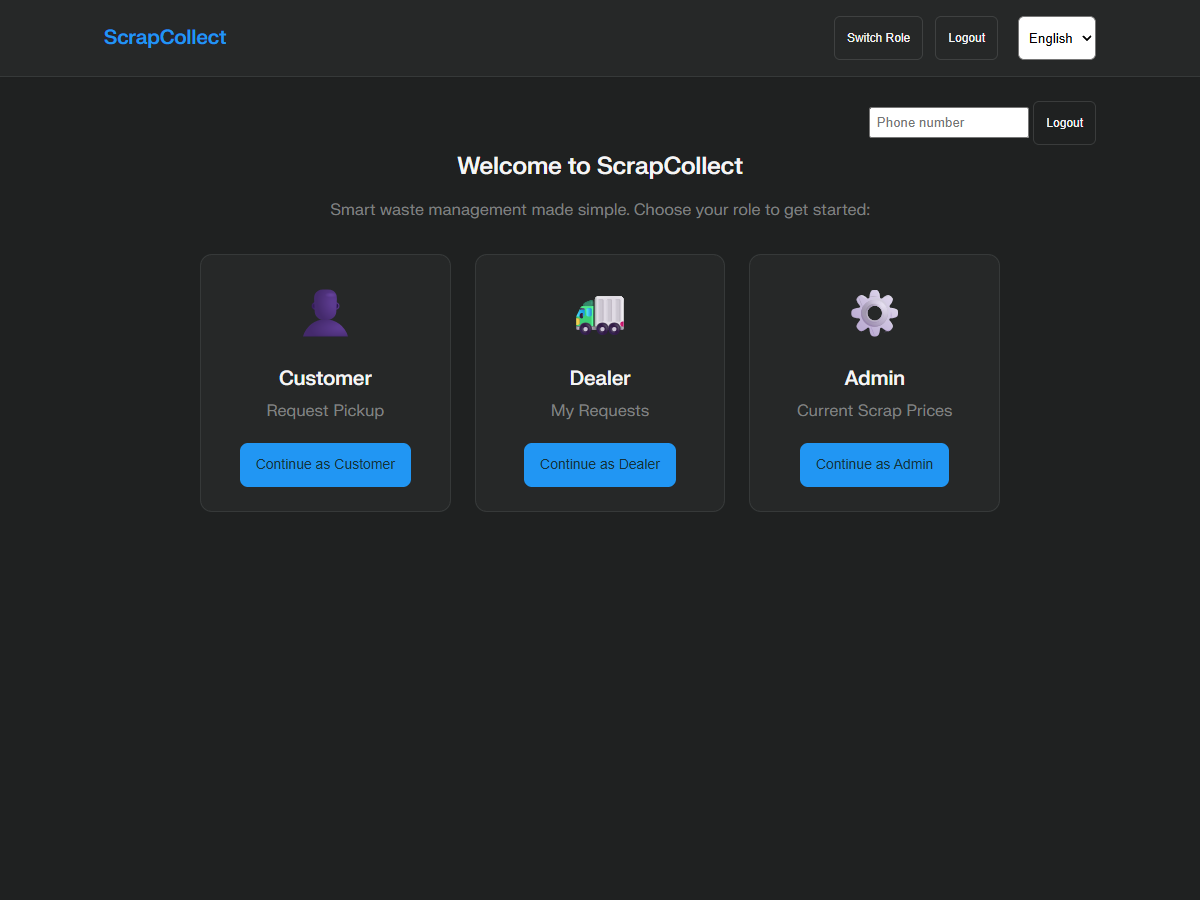 ScrapCollect
Switch Role
Logout
English
Phone number
Logout
Welcome to ScrapCollect
Smart waste management made simple. Choose your role to get started:
Customer
Request Pickup
Continue as Customer
Dealer
My Requests
Continue as Dealer
Admin
Current Scrap Prices
Continue as Admin